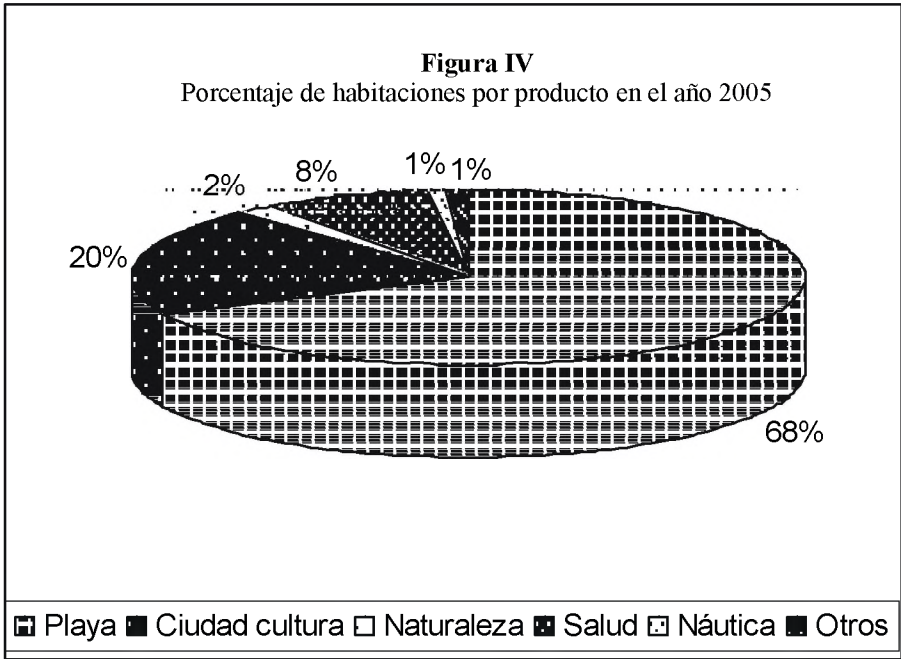 Figura IV
Porcentaje de habitaciones por producto en el año 2005
8%
1%
1%
2%
20%
68%
Playa Ciudad cultura Naturaleza Salud Náutica Otros